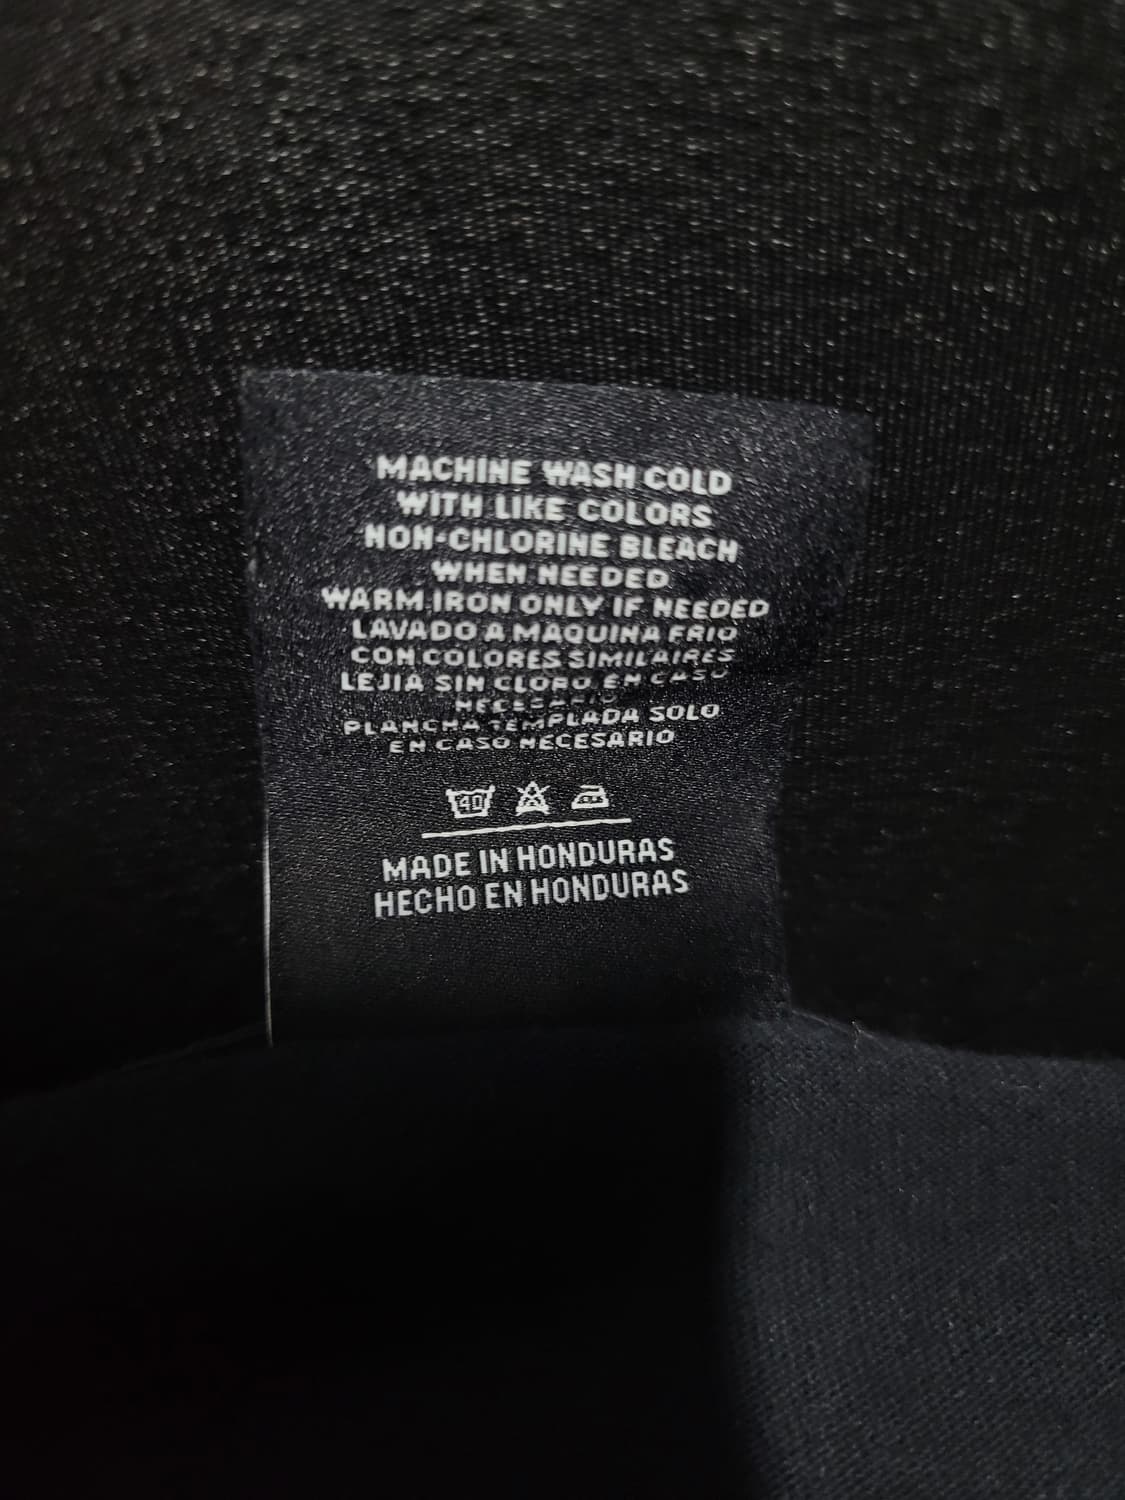 MACHINE WASH COLD
WITH LIKE COLORS
NON-CHLORINE BLEACH
WHEN NEEDED
WARM IRON ONLY IF NEEDED
LAVADO A MAQUINA FRIO
CON COLORES SIMILAIRES
LEJIA SIN CLORO EN CASO
NECESARIO
PLANCHA TEMPLADA SOLO
EN CASO NECESARIO
40
MADE IN HONDURAS
HECHO EN HONDURAS